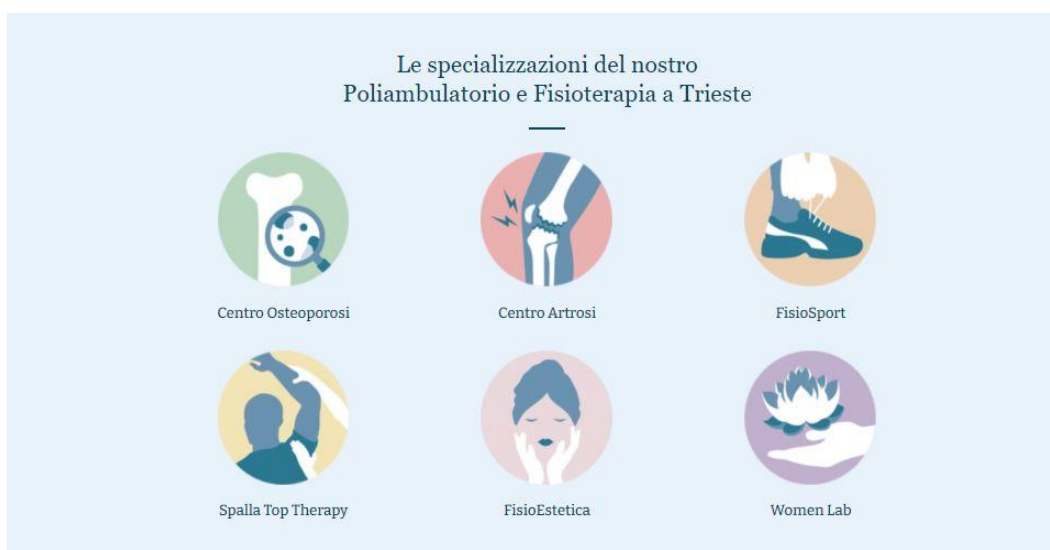 Le specializzazioni del nostro
Poliambulatorio e Fisioterapia a Trieste
Centro Osteoporosi
Centro Artrosi
FisioSport
Spalla Top Therapy
FisioEstetica
Women Lab